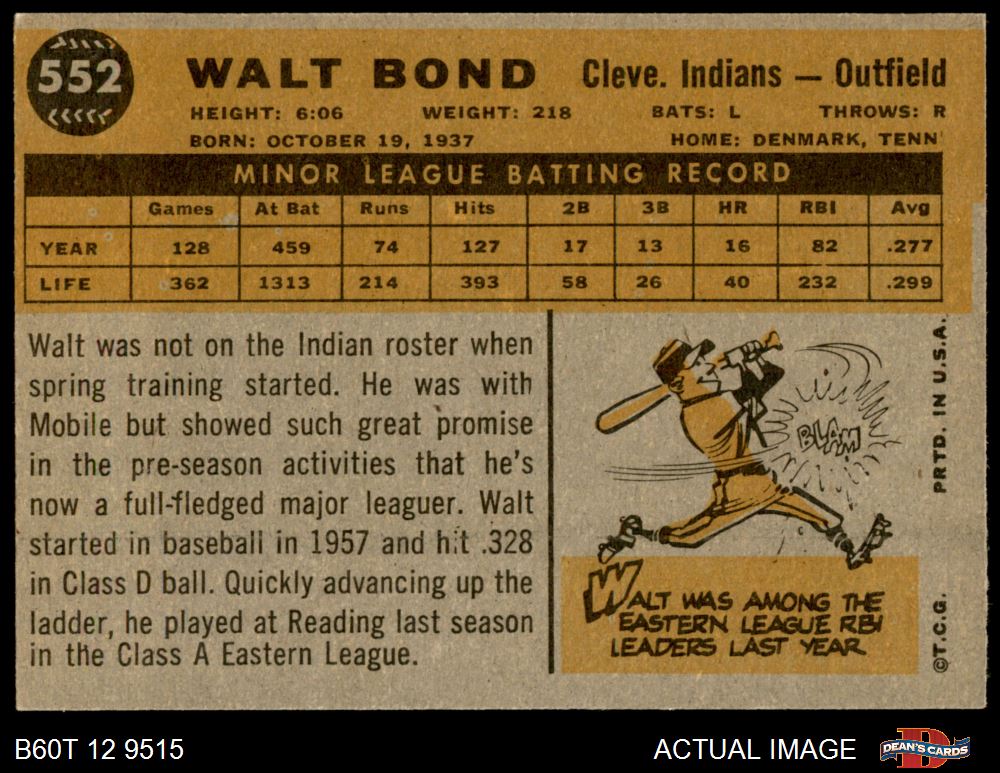 552
WALT BOND Cleve. Indians — Outfield
HEIGHT: 6:06 WEIGHT: 218 BATS: L THROWS: R
BORN: OCTOBER 19, 1937 HOME: DENMARK, TENN
MINOR LEAGUE BATTING RECORD
Games At Bat Runs Hits 2B 3B HR RBI Avg
YEAR 128 459 74 127 17 13 16 82 .277
LIFE 362 1313 214 393 58 26 40 232 .299
Walt was not on the Indian roster when
spring training started. He was with
Mobile but showed such great promise
in the pre-season activities that he's
now a full-fledged major leaguer. Walt
started in baseball in 1957 and hit .328
in Class D ball. Quickly advancing up the
ladder, he played at Reading last season
in the Class A Eastern League.
BLAM
WALT WAS AMONG THE
EASTERN LEAGUE RBI
LEADERS LAST YEAR
PRTD. IN U.S.A.
©T.C.G.
B60T 12 9515 ACTUAL IMAGE DEAN'S CARDS